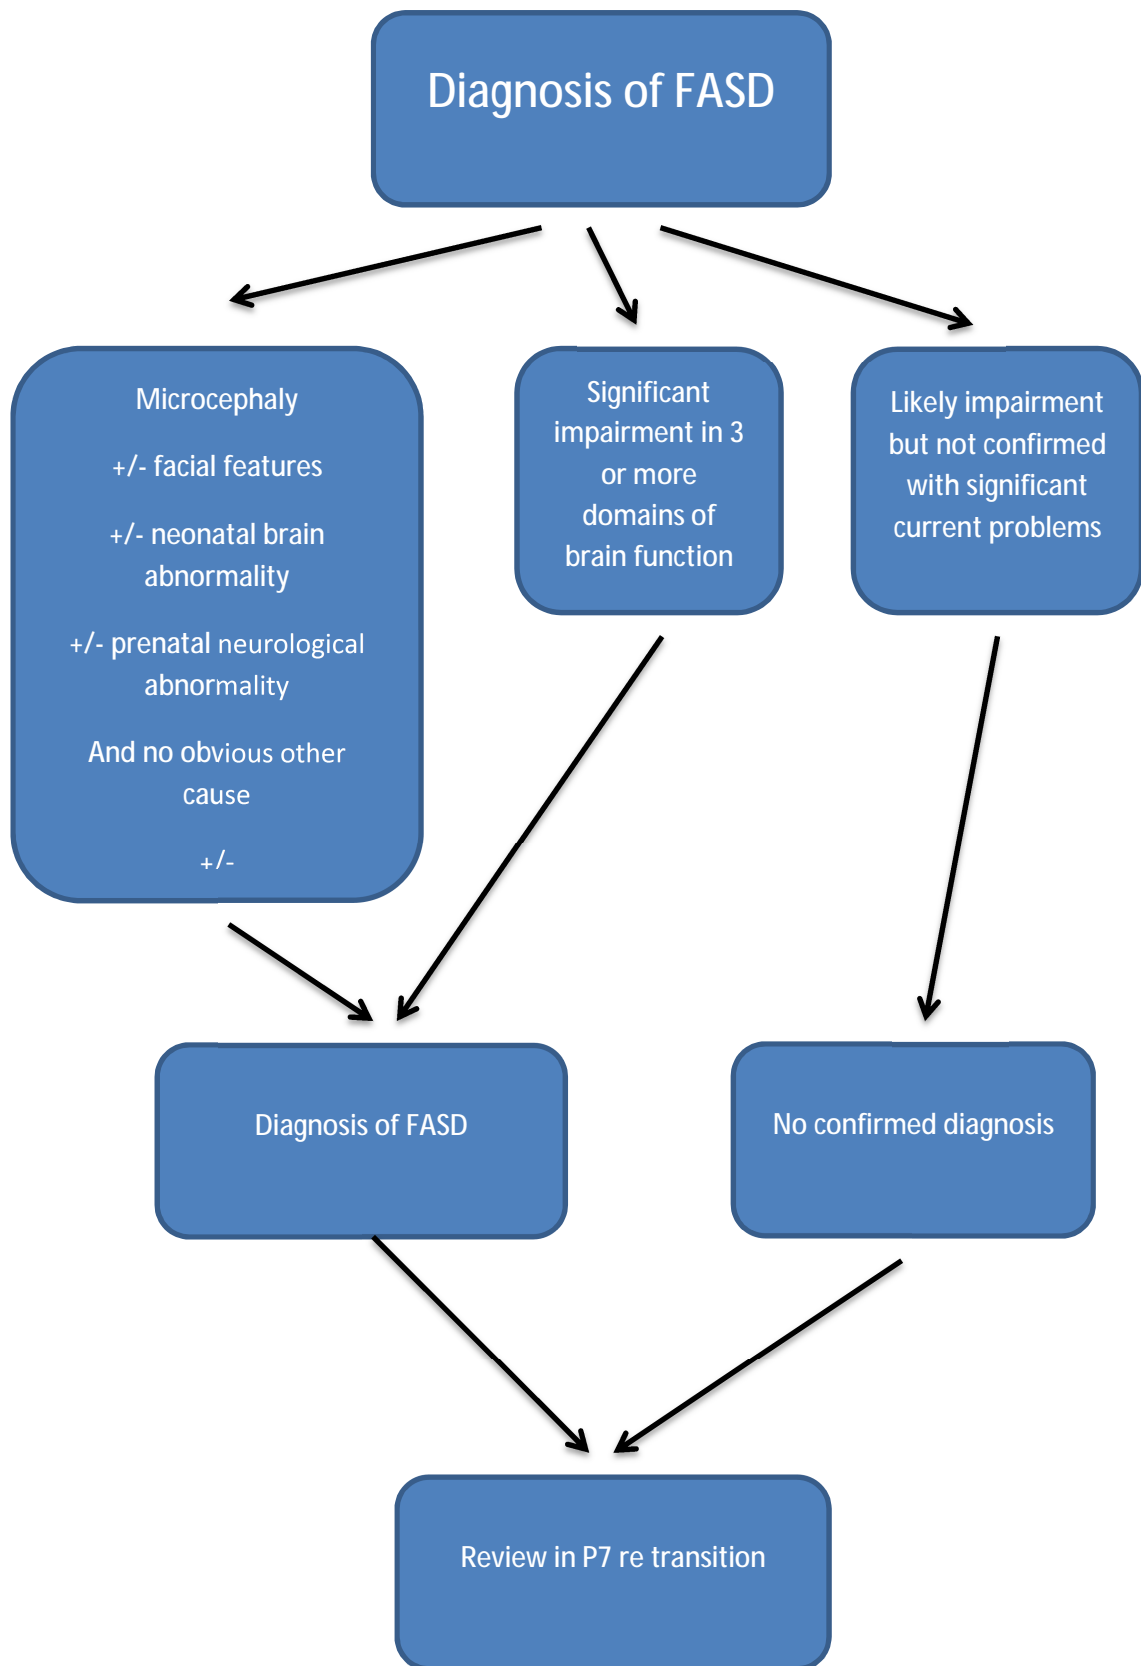 Diagnosis of FASD
Microcephaly
+/- facial features
+/- neonatal brain
abnormality
+/- prenatal neurological
abnormality
And no obvious other
cause
+/-
Significant
impairment in 3
or more
domains of
brain function
Likely impairment
but not confirmed
with significant
current problems
Diagnosis of FASD
No confirmed diagnosis
Review in P7 re transition